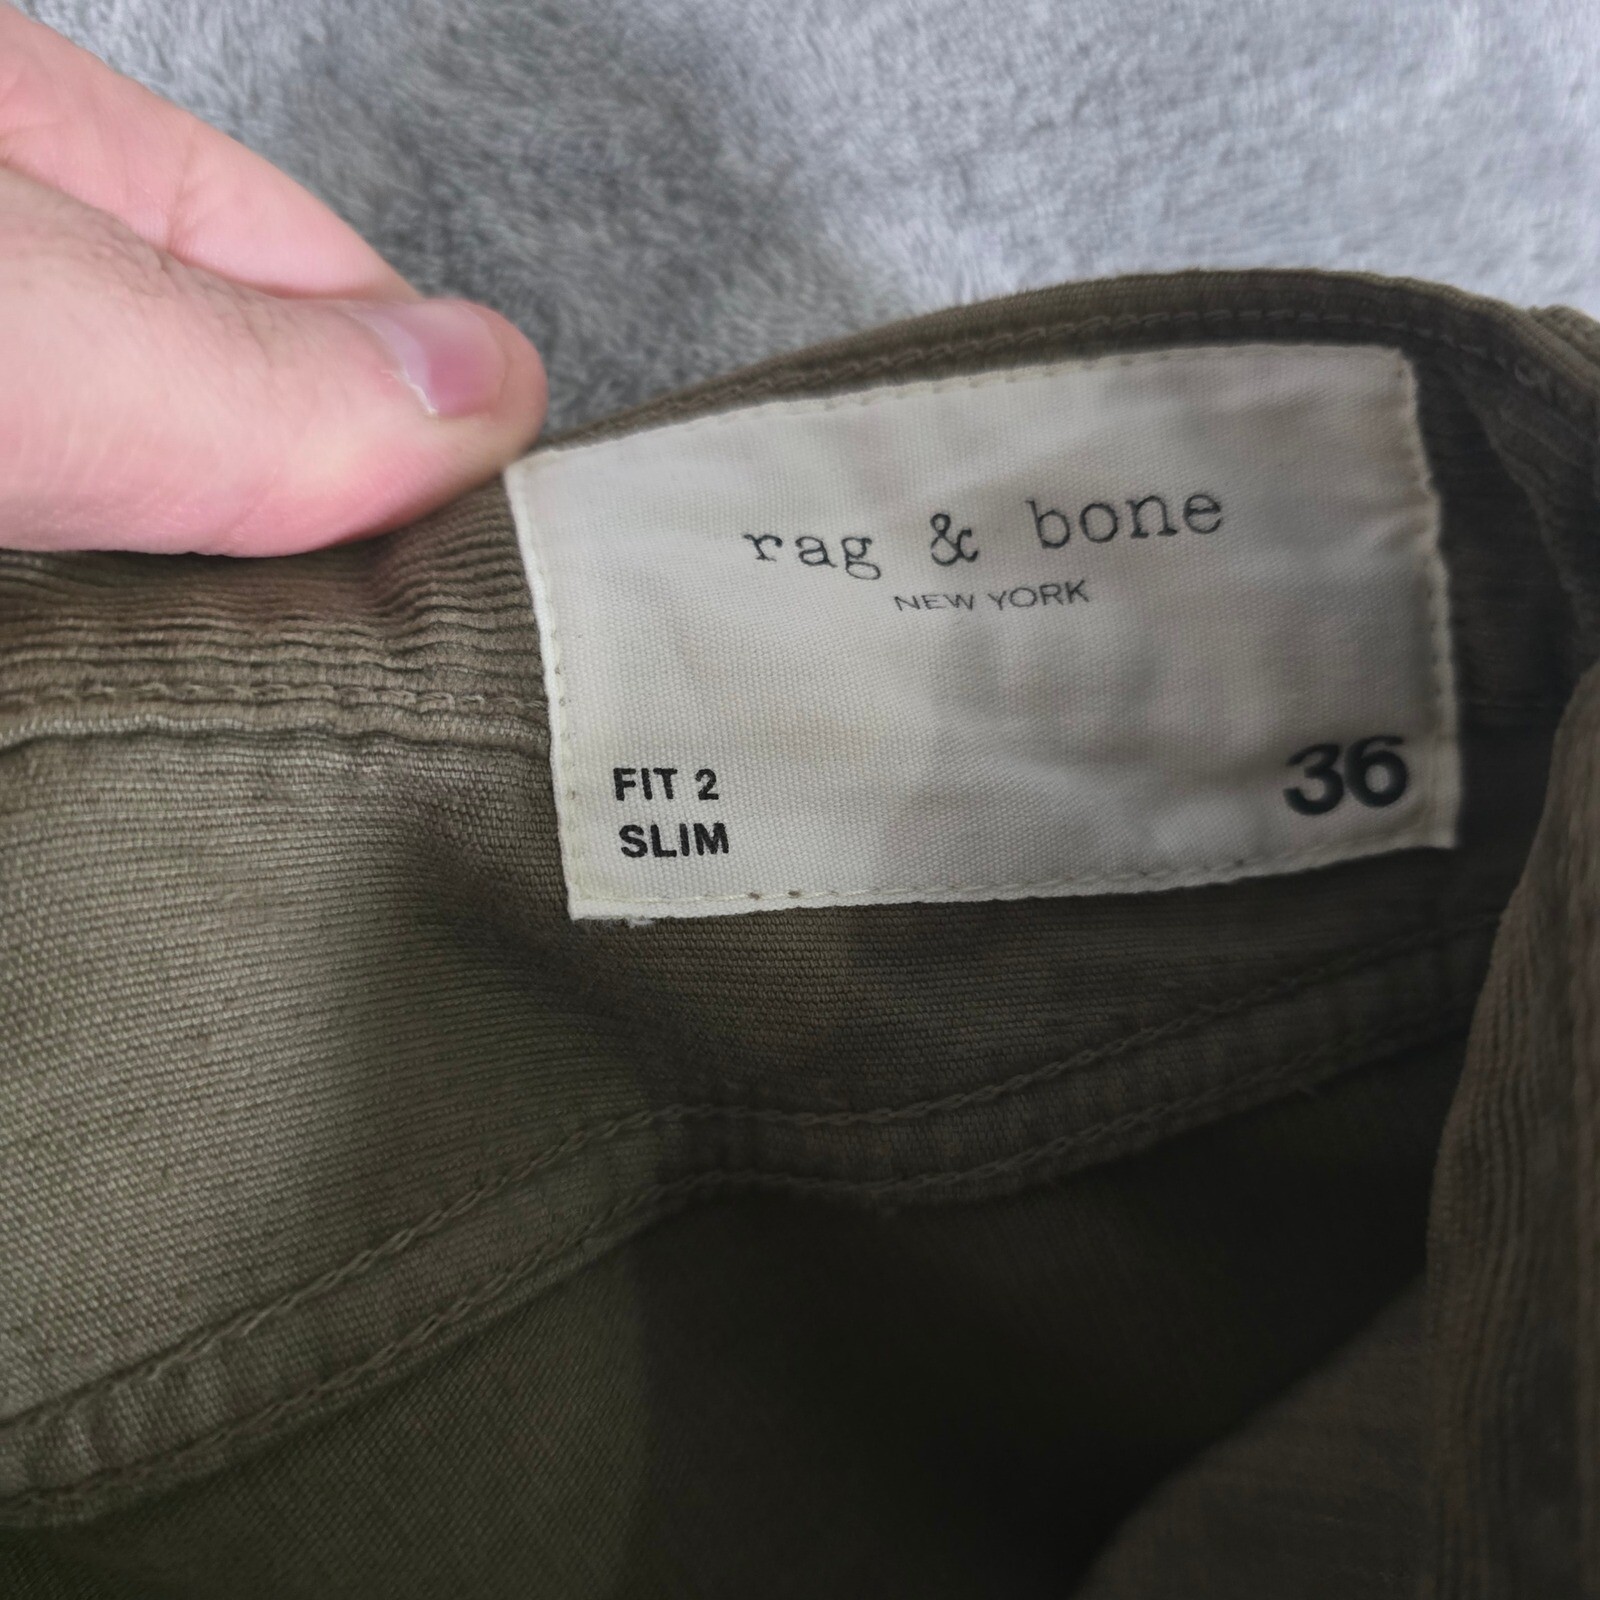 rag & bone
NEW YORK
FIT 2
SLIM
36